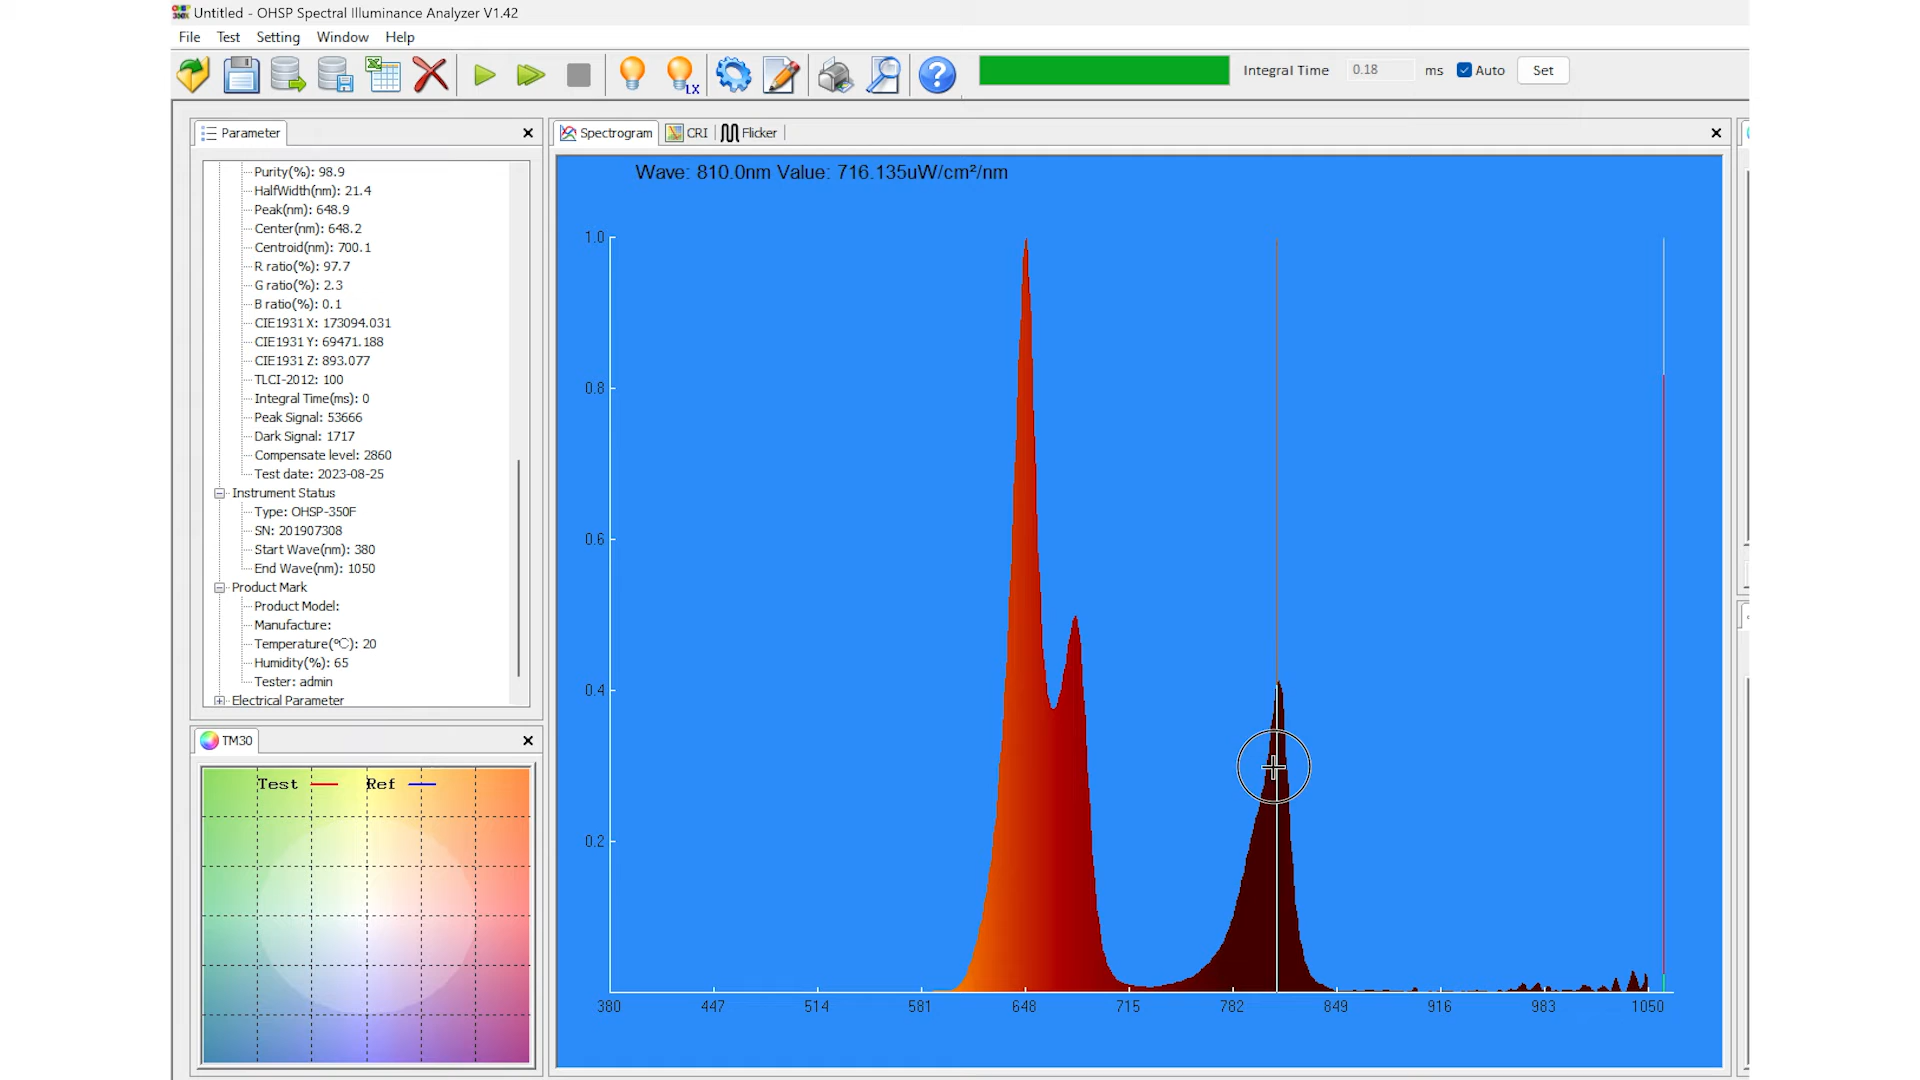 Untitled - OHSP Spectral Illuminance Analyzer V1.42
File Test Setting Window Help
LX
Integral Time 0.18 ms Auto Set
Parameter
Spectrogram CRI Flicker
Purity(%): 98.9
HalfWidth(nm): 21.4
Peak(nm): 648.9
Center(nm): 648.2
Centroid(nm): 700.1
R ratio(%): 97.7
G ratio(%): 2.3
B ratio(%): 0.1
CIE1931 X: 173094.031
CIE1931 Y: 69471.188
CIE1931 Z: 893.077
TLCI-2012: 100
Integral Time(ms): 0
Peak Signal: 53666
Dark Signal: 1717
Compensate level: 2860
Test date: 2023-08-25
Instrument Status
Type: OHSP-350F
SN: 201907308
Start Wave(nm): 380
End Wave(nm): 1050
Product Mark
Product Model:
Manufacture:
Temperature(℃): 20
Humidity(%): 65
Tester: admin
Electrical Parameter
TM30
Test Ref
Wave: 810.0nm Value: 716.135uW/cm²/nm
1.0
0.8
0.6
0.4
0.2
380 447 514 581 648 715 782 849 916 983 1050